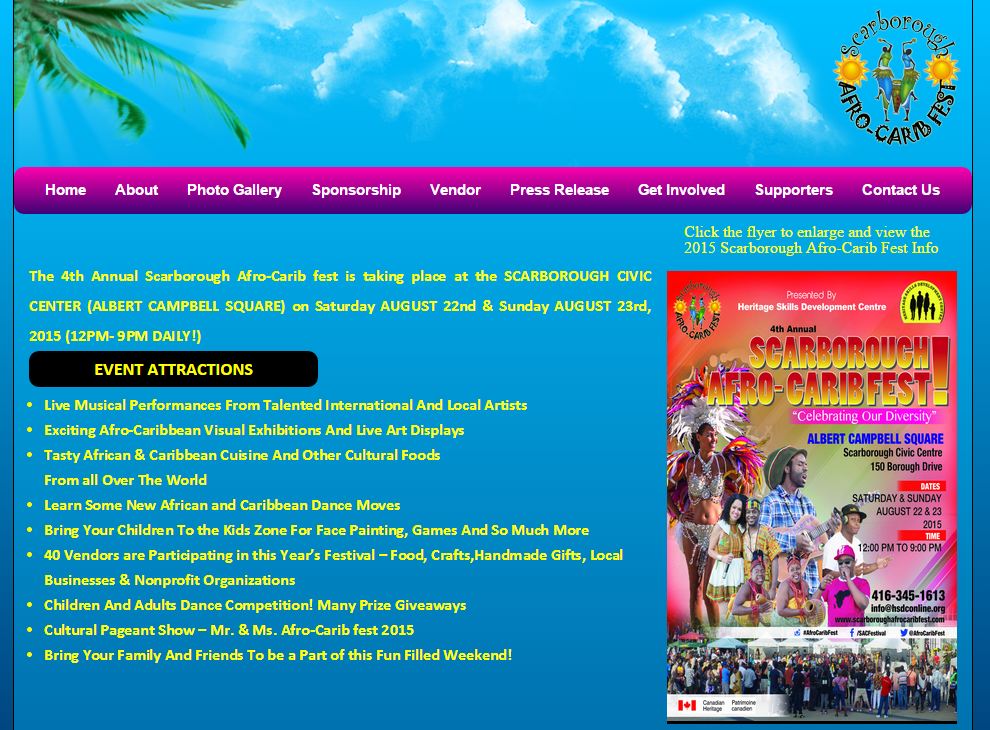 Scarborough
AFRO-CARIB FEST
Home About Photo Gallery Sponsorship Vendor Press Release Get Involved Supporters Contact Us
The 4th Annual Scarborough Afro-Carib fest is taking place at the SCARBOROUGH CIVIC
CENTER (ALBERT CAMPBELL SQUARE) on Saturday AUGUST 22nd & Sunday AUGUST 23rd,
2015 (12PM- 9PM DAILY!)
EVENT ATTRACTIONS
• Live Musical Performances From Talented International And Local Artists
• Exciting Afro-Caribbean Visual Exhibitions And Live Art Displays
• Tasty African & Caribbean Cuisine And Other Cultural Foods
From all Over The World
• Learn Some New African and Caribbean Dance Moves
• Bring Your Children To the Kids Zone For Face Painting, Games And So Much More
• 40 Vendors are Participating in this Year's Festival – Food, Crafts,Handmade Gifts, Local
Businesses & Nonprofit Organizations
• Children And Adults Dance Competition! Many Prize Giveaways
• Cultural Pageant Show – Mr. & Ms. Afro-Carib fest 2015
• Bring Your Family And Friends To be a Part of this Fun Filled Weekend!
Click the flyer to enlarge and view the
2015 Scarborough Afro-Carib Fest Info
Scarborough
AFRO-CARIB FEST
Presented By
Heritage Skills Development Centre
4th Annual
SCARBOROUGH
AFRO-CARIBFEST!
"Celebrating Our Diversity"
ALBERT CAMPBELL SQUARE
Scarborough Civic Centre
150 Borough Drive
DATES
SATURDAY & SUNDAY
AUGUST 22 & 23
2015
TIME
12:00 PM TO 9:00 PM
416-345-1613
info@hsdconline.org
www.scarboroughafrocaribfest.com
#AfroCaribFest /SACFestival @AfroCaribFest
Canadian Patrimoine
Heritage canadien